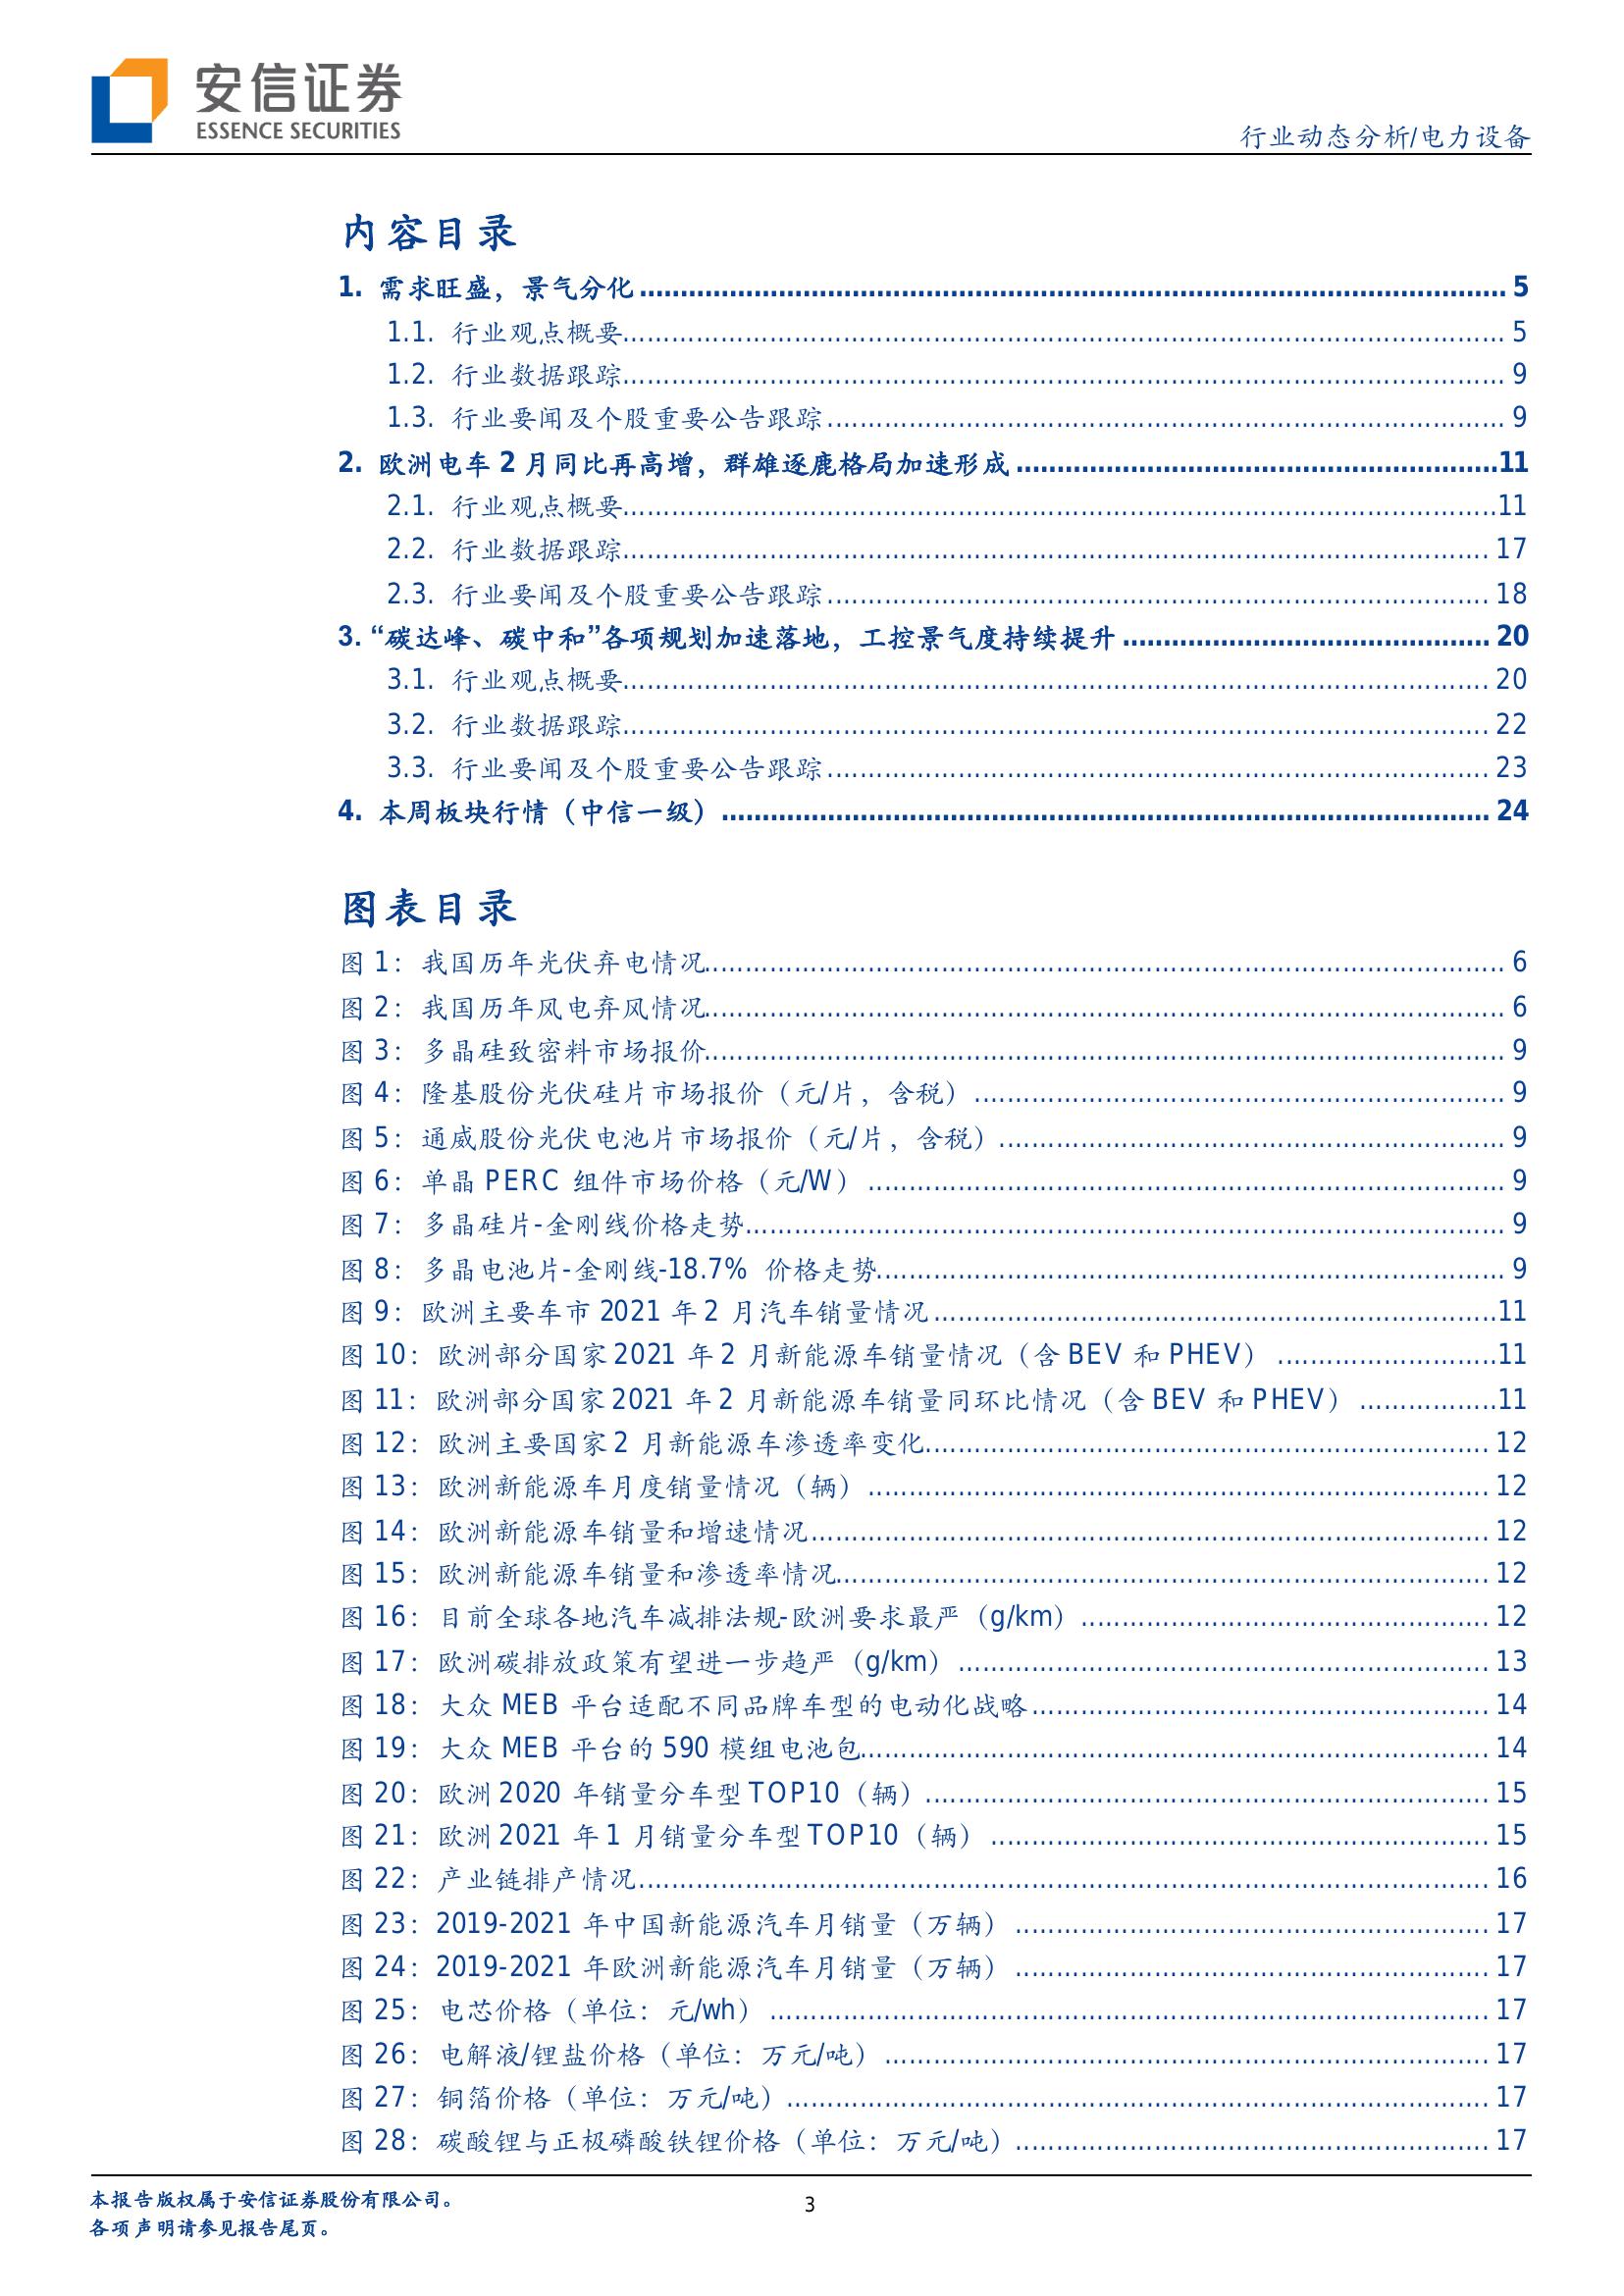 安信证券
ESSENCE SECURITIES
行业动态分析/电力设备
内容目录
1. 需求旺盛，景气分化 ........ 5
1.1. 行业观点概要 ........ 5
1.2. 行业数据跟踪 ........ 9
1.3. 行业要闻及个股重要公告跟踪 ........ 9
2. 欧洲电车 2 月同比再高增，群雄逐鹿格局加速形成 ........ 11
2.1. 行业观点概要 ........ 11
2.2. 行业数据跟踪 ........ 17
2.3. 行业要闻及个股重要公告跟踪 ........ 18
3. “碳达峰、碳中和”各项规划加速落地，工控景气度持续提升 ........ 20
3.1. 行业观点概要 ........ 20
3.2. 行业数据跟踪 ........ 22
3.3. 行业要闻及个股重要公告跟踪 ........ 23
4. 本周板块行情（中信一级） ........ 24
图表目录
图 1：我国历年光伏弃电情况 ........ 6
图 2：我国历年风电弃风情况 ........ 6
图 3：多晶硅致密料市场报价 ........ 9
图 4：隆基股份光伏硅片市场报价（元/片，含税） ........ 9
图 5：通威股份光伏电池片市场报价（元/片，含税） ........ 9
图 6：单晶 PERC 组件市场价格（元/W） ........ 9
图 7：多晶硅片-金刚线价格走势 ........ 9
图 8：多晶电池片-金刚线-18.7% 价格走势 ........ 9
图 9：欧洲主要车市 2021 年 2 月汽车销量情况 ........ 11
图 10：欧洲部分国家 2021 年 2 月新能源车销量情况（含 BEV 和 PHEV） ........ 11
图 11：欧洲部分国家 2021 年 2 月新能源车销量同环比情况（含 BEV 和 PHEV） ........ 11
图 12：欧洲主要国家 2 月新能源车渗透率变化 ........ 12
图 13：欧洲新能源车月度销量情况（辆） ........ 12
图 14：欧洲新能源车销量和增速情况 ........ 12
图 15：欧洲新能源车销量和渗透率情况 ........ 12
图 16：目前全球各地汽车减排法规-欧洲要求最严（g/km） ........ 12
图 17：欧洲碳排放政策有望进一步趋严（g/km） ........ 13
图 18：大众 MEB 平台适配不同品牌车型的电动化战略 ........ 14
图 19：大众 MEB 平台的 590 模组电池包 ........ 14
图 20：欧洲 2020 年销量分车型 TOP10（辆） ........ 15
图 21：欧洲 2021 年 1 月销量分车型 TOP10（辆） ........ 15
图 22：产业链排产情况 ........ 16
图 23：2019-2021 年中国新能源汽车月销量（万辆） ........ 17
图 24：2019-2021 年欧洲新能源汽车月销量（万辆） ........ 17
图 25：电芯价格（单位：元/wh） ........ 17
图 26：电解液/锂盐价格（单位：万元/吨） ........ 17
图 27：铜箔价格（单位：万元/吨） ........ 17
图 28：碳酸锂与正极磷酸铁锂价格（单位：万元/吨） ........ 17
本报告版权属于安信证券股份有限公司。
各项声明请参见报告尾页。
3